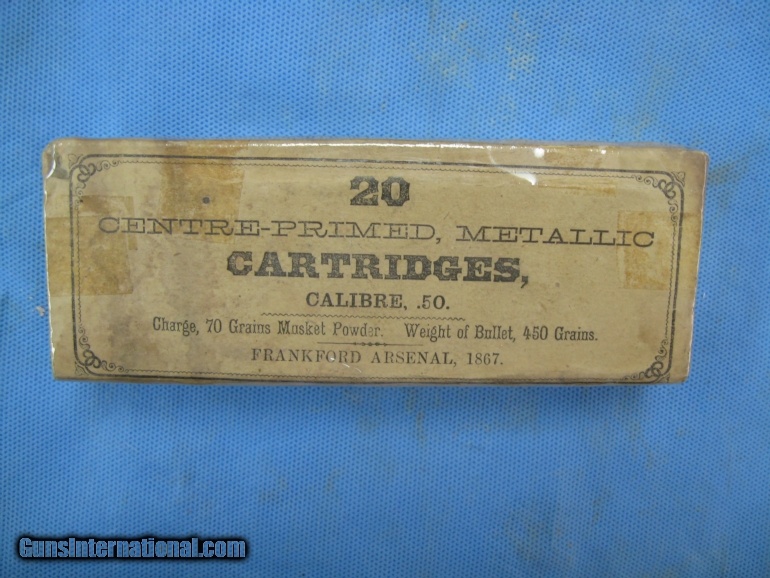 20
CENTRE-PRIMED, METALLIC
CARTRIDGES,
CALIBRE, .50.
Charge, 70 Grains Musket Powder. Weight of Bullet, 450 Grains.
FRANKFORD ARSENAL, 1867.
GunsInternational.com